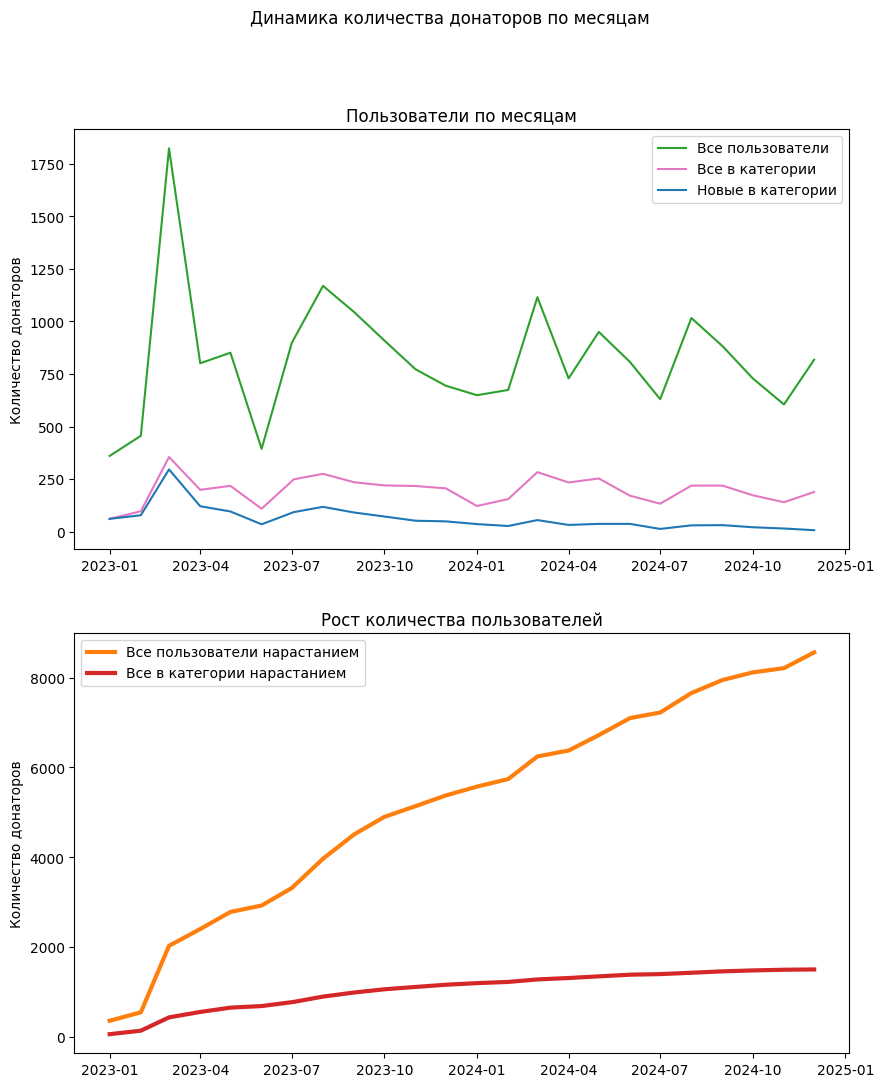 Динамика количества донаторов по месяцам
Пользователи по месяцам
Количество донаторов
1750
1500
1250
1000
750
500
250
0
Все пользователи
Все в категории
Новые в категории
2023-01 2023-04 2023-07 2023-10 2024-01 2024-04 2024-07 2024-10 2025-01
Рост количества пользователей
Количество донаторов
8000
6000
4000
2000
0
Все пользователи нарастанием
Все в категории нарастанием
2023-01 2023-04 2023-07 2023-10 2024-01 2024-04 2024-07 2024-10 2025-01